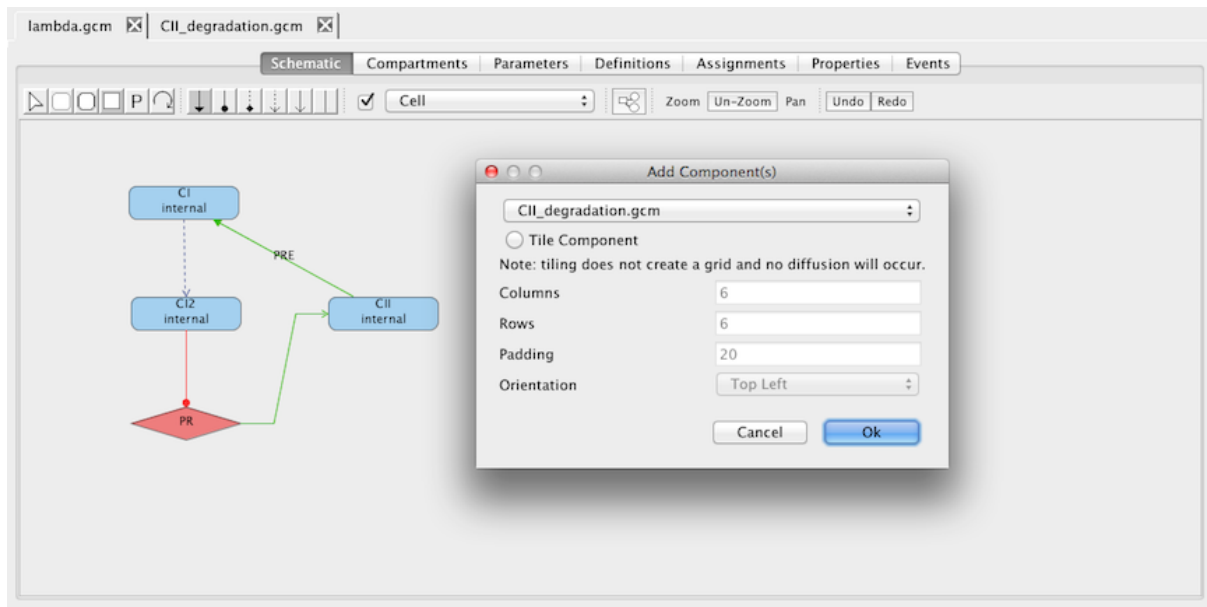 lambda.gcm CII_degradation.gcm
Schematic Compartments Parameters Definitions Assignments Properties Events
P Cell Zoom Un-Zoom Pan Undo Redo
Add Component(s)
CII_degradation.gcm
Tile Component
Note: tiling does not create a grid and no diffusion will occur.
Columns 6
Rows 6
Padding 20
Orientation Top Left
Cancel Ok
CI
internal
PRE
CI2
internal
CII
internal
PR